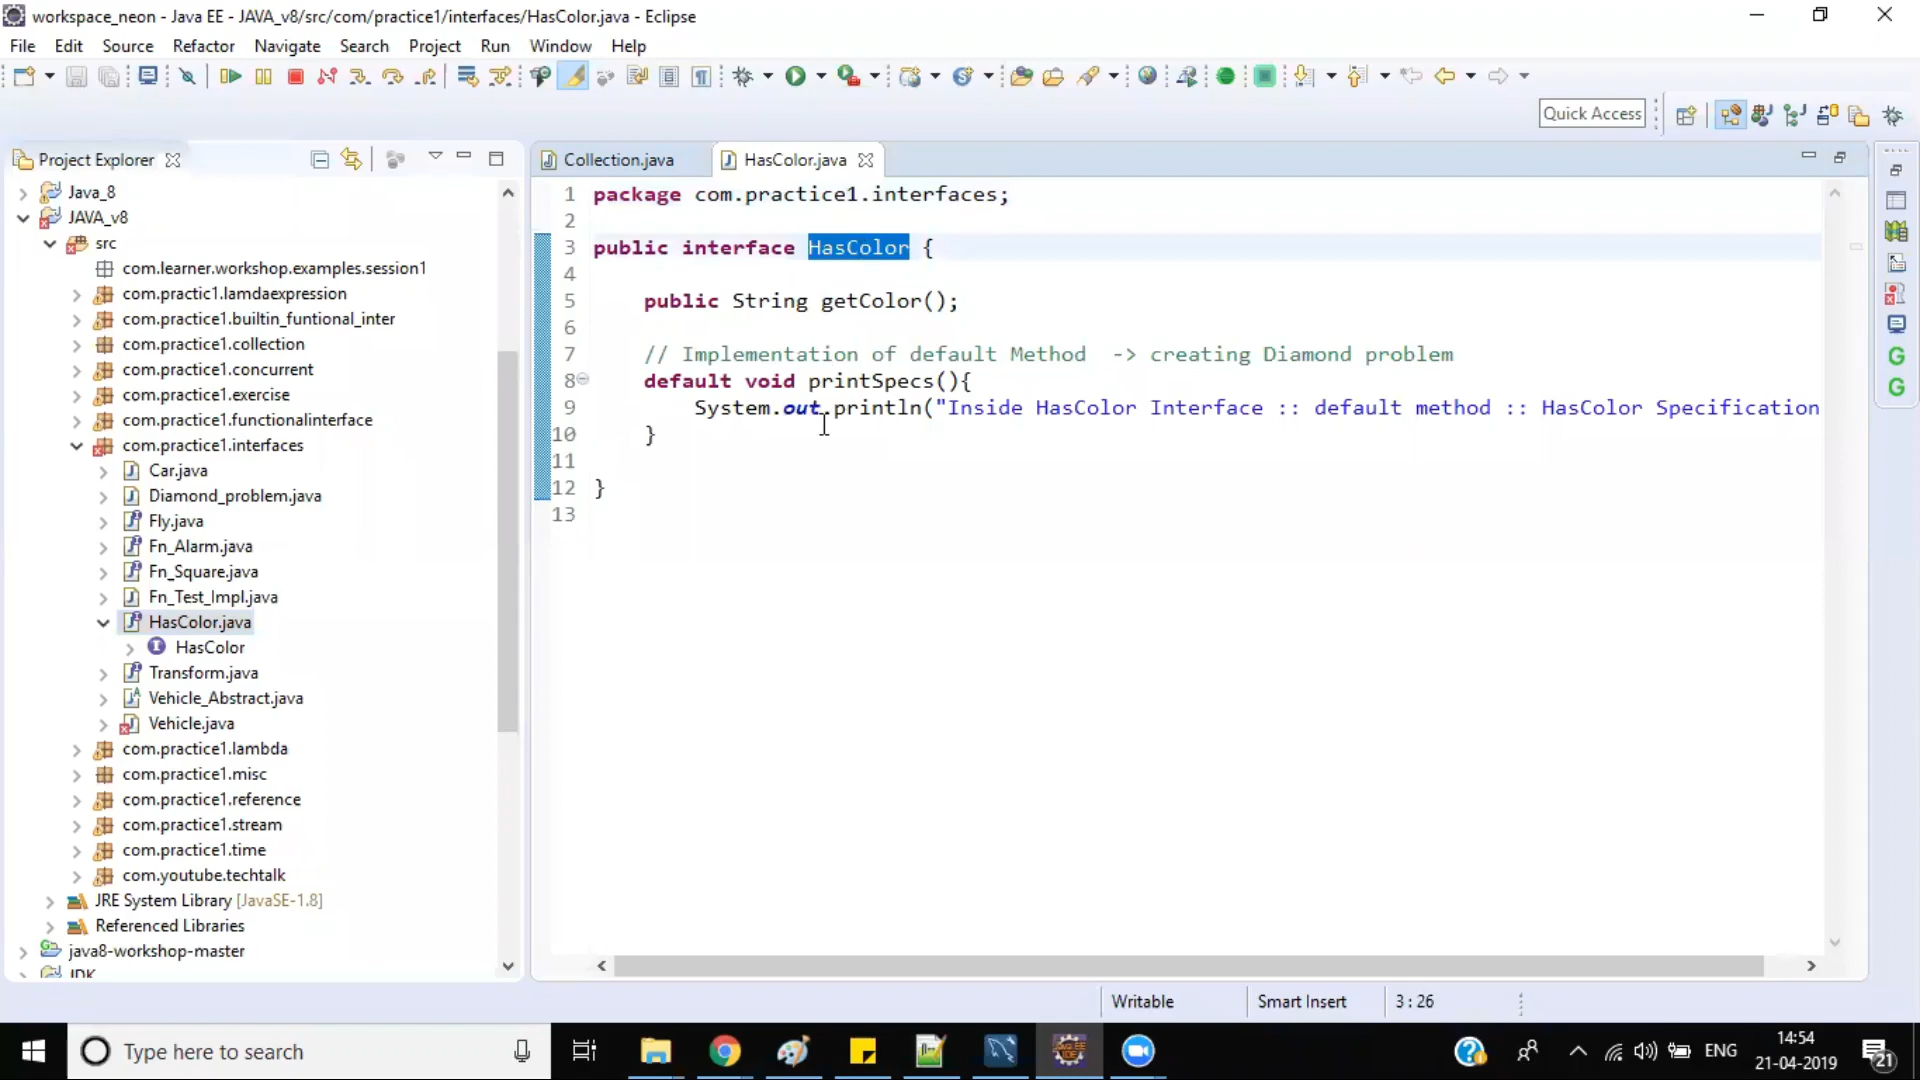 workspace_neon - Java EE - JAVA_v8/src/com/practice1/interfaces/HasColor.java - Eclipse
File Edit Source Refactor Navigate Search Project Run Window Help
Quick Access
Project Explorer
Java_8
JAVA_v8
src
com.learner.workshop.examples.session1
com.practic1.lamdaexpression
com.practice1.builtin_funtional_inter
com.practice1.collection
com.practice1.concurrent
com.practice1.exercise
com.practice1.functionalinterface
com.practice1.interfaces
Car.java
Diamond_problem.java
Fly.java
Fn_Alarm.java
Fn_Square.java
Fn_Test_Impl.java
HasColor.java
HasColor
Transform.java
Vehicle_Abstract.java
Vehicle.java
com.practice1.lambda
com.practice1.misc
com.practice1.reference
com.practice1.stream
com.practice1.time
com.youtube.techtalk
JRE System Library [JavaSE-1.8]
Referenced Libraries
java8-workshop-master
JDK
Collection.java HasColor.java
1 package com.practice1.interfaces;
2
3 public interface HasColor {
4
5 public String getColor();
6
7 // Implementation of default Method -> creating Diamond problem
8 default void printSpecs(){
9 System.out.println("Inside HasColor Interface :: default method :: HasColor Specification
10 }
11
12 }
13
Writable Smart Insert 3 : 26
Type here to search
ENG
14:54
21-04-2019
21